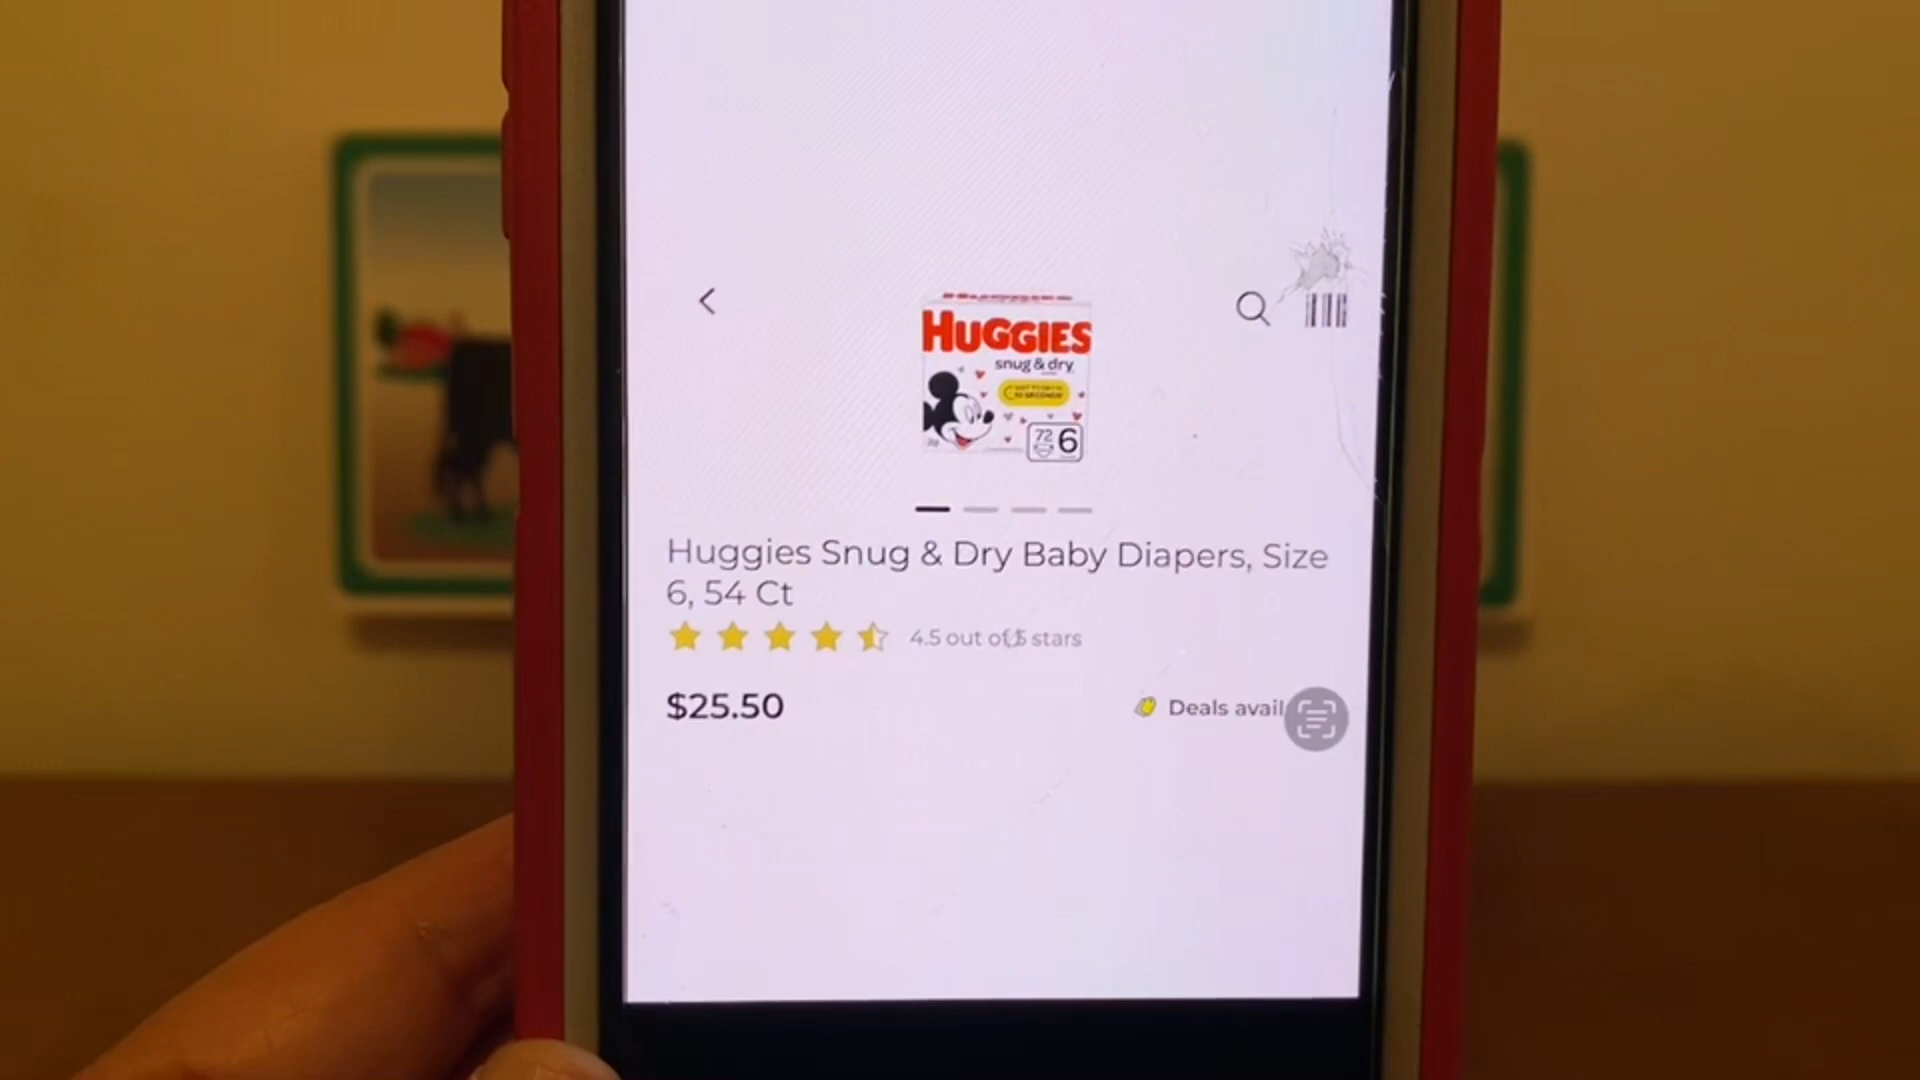 HUGGIES
snug & dry
72 6
Huggies Snug & Dry Baby Diapers, Size
6, 54 Ct
4.5 out of 5 stars
$25.50
Deals avail